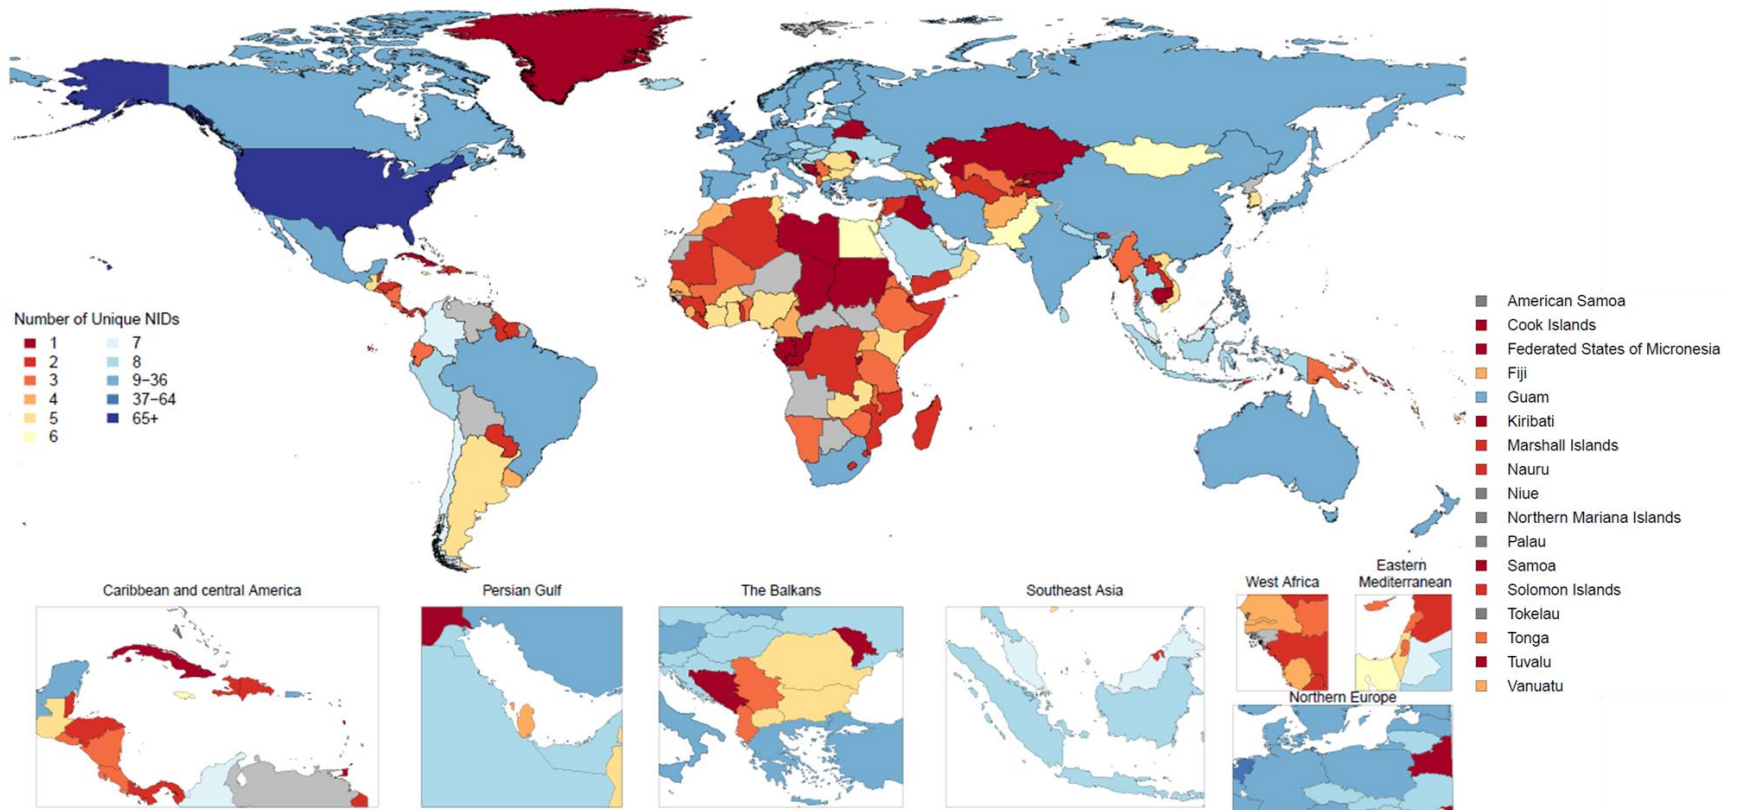 Number of Unique NIDs
1
2
3
4
5
6
7
8
9–36
37–64
65+
American Samoa
Cook Islands
Federated States of Micronesia
Fiji
Guam
Kiribati
Marshall Islands
Nauru
Niue
Northern Mariana Islands
Palau
Samoa
Solomon Islands
Tokelau
Tonga
Tuvalu
Vanuatu
Caribbean and central America
Persian Gulf
The Balkans
Southeast Asia
West Africa
Eastern
Mediterranean
Northern Europe